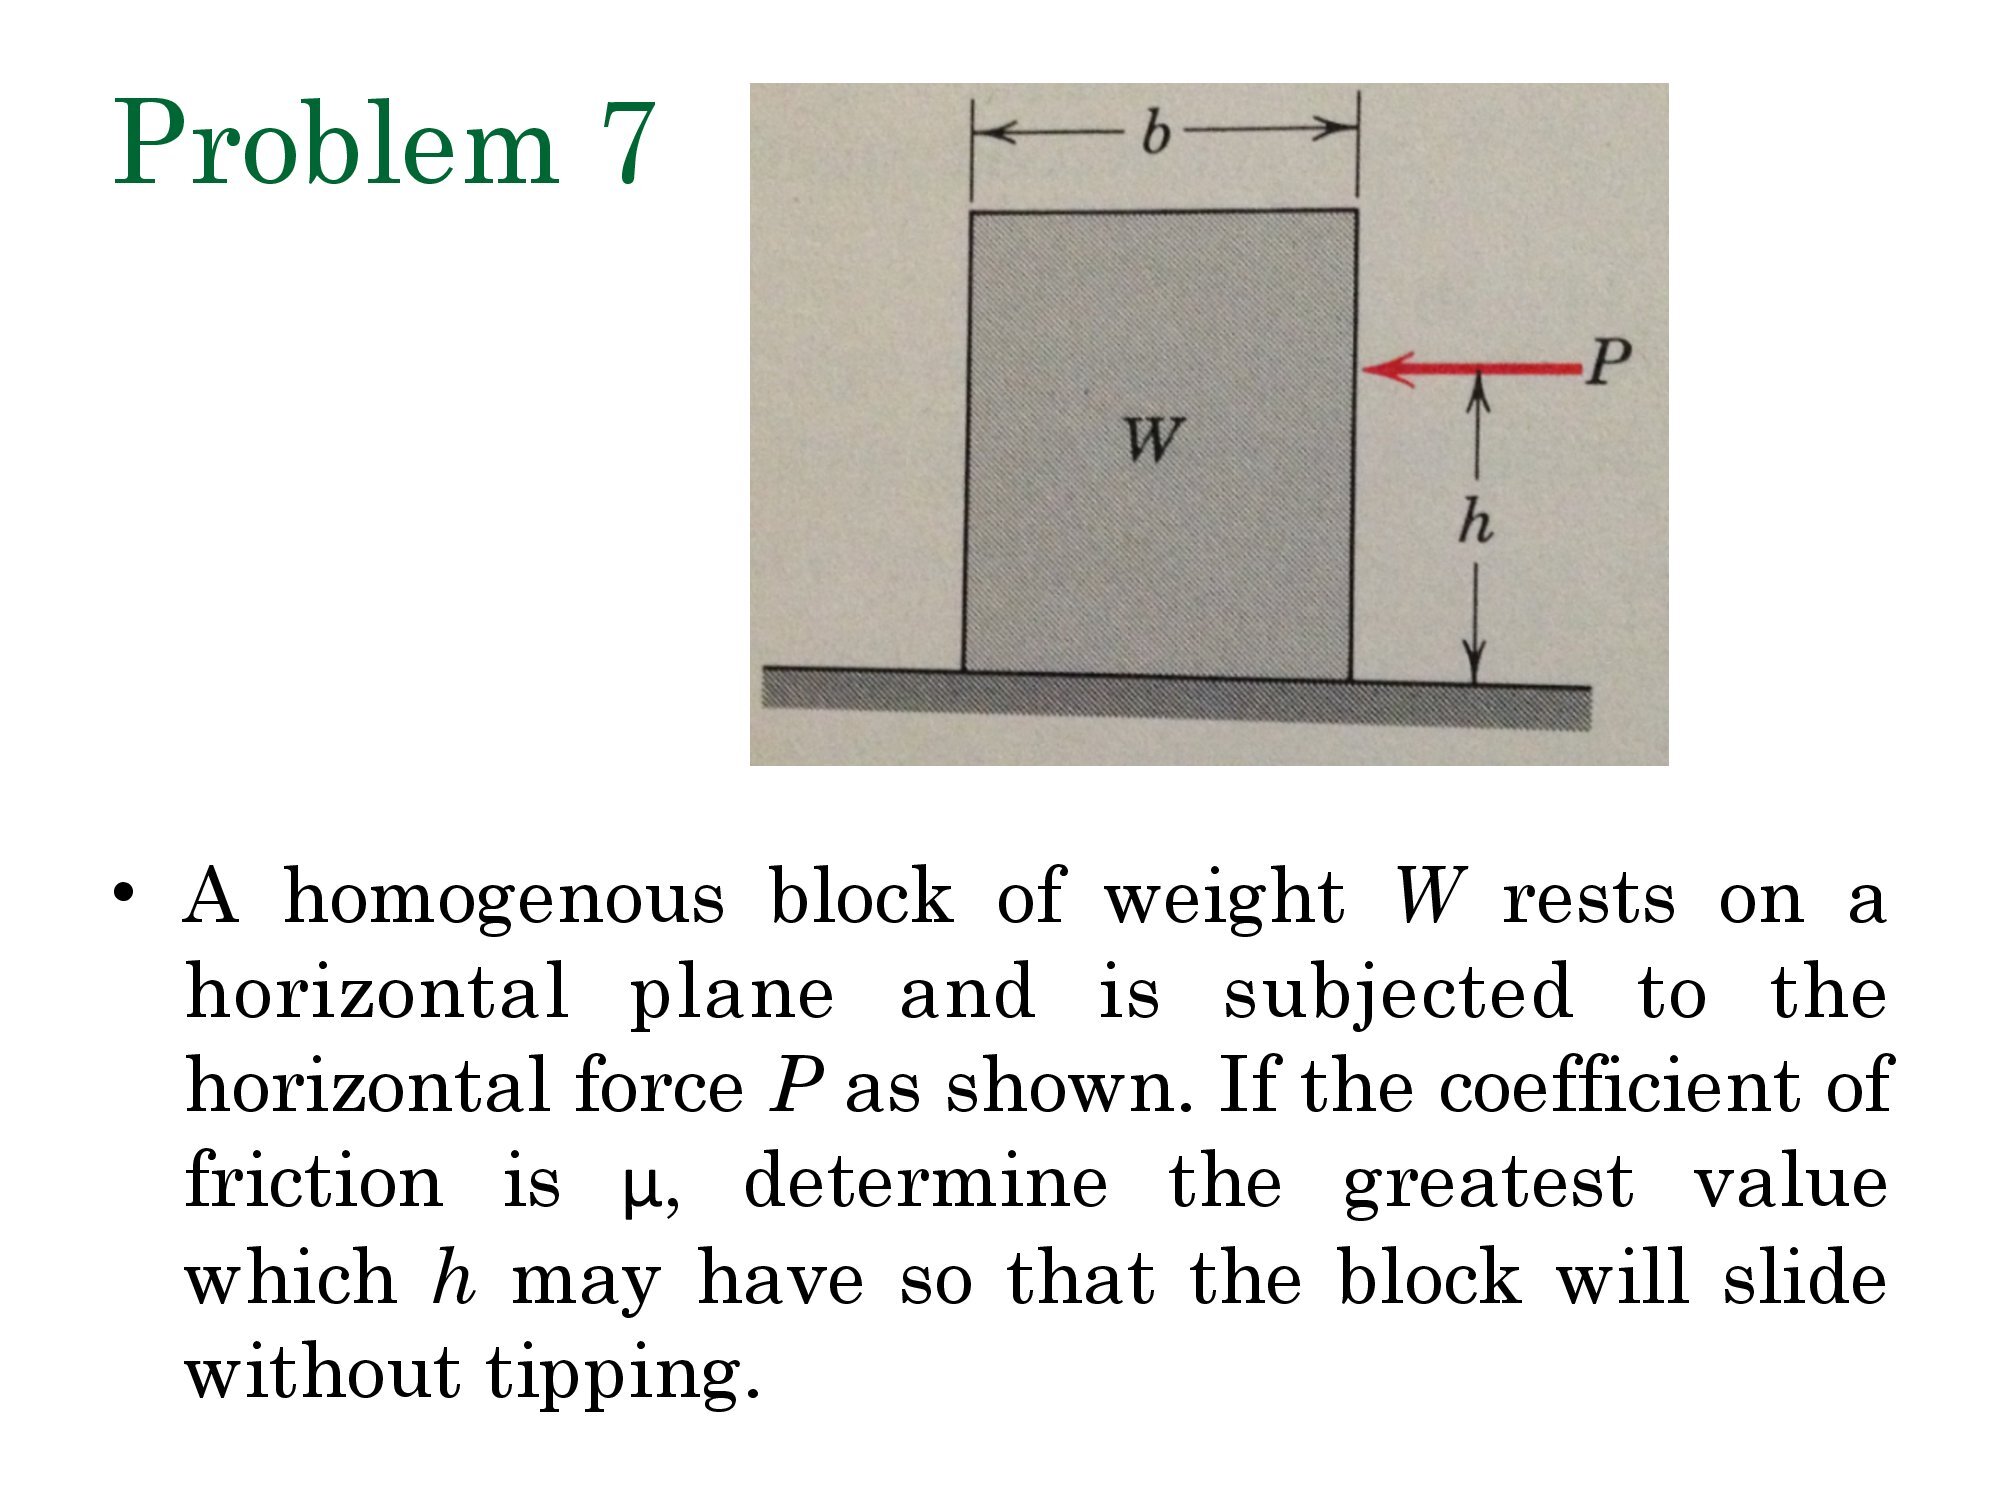 Problem 7
b
P
W
h
• A homogenous block of weight W rests on a
horizontal plane and is subjected to the
horizontal force P as shown. If the coefficient of
friction is μ, determine the greatest value
which h may have so that the block will slide
without tipping.